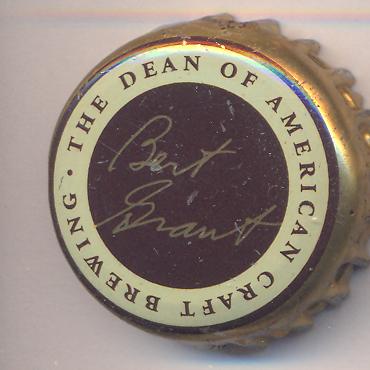 · THE DEAN OF AMERICAN CRAFT BREWING
Bert
Grant